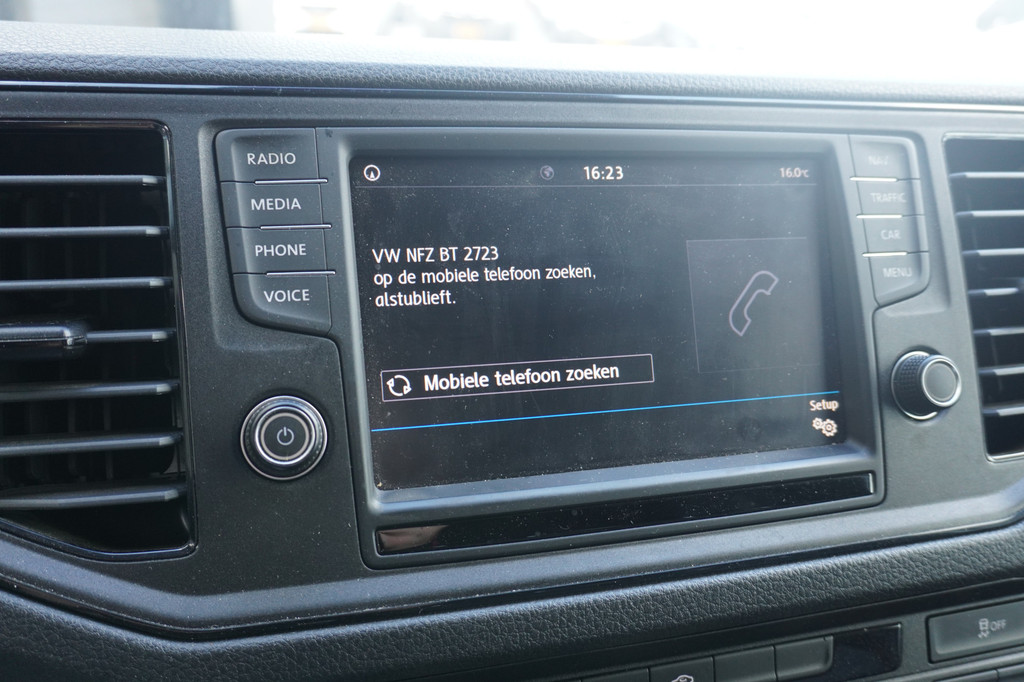 RADIO
MEDIA
PHONE
VOICE
16:23
16.0°C
VW NFZ BT 2723
op de mobiele telefoon zoeken,
alstublieft.
Mobiele telefoon zoeken
Setup
NAV
TRAFFIC
CAR
MENU
OFF